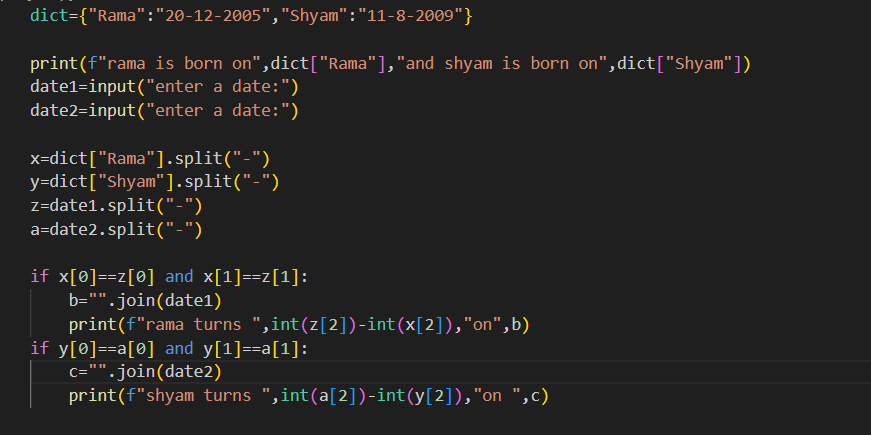 dict={"Rama":"20-12-2005","Shyam":"11-8-2009"}
print(f"rama is born on",dict["Rama"],"and shyam is born on",dict["Shyam"])
date1=input("enter a date:")
date2=input("enter a date:")
x=dict["Rama"].split("-")
y=dict["Shyam"].split("-")
z=date1.split("-")
a=date2.split("-")
if x[0]==z[0] and x[1]==z[1]:
    b="".join(date1)
    print(f"rama turns ",int(z[2])-int(x[2]),"on",b)
if y[0]==a[0] and y[1]==a[1]:
    c="".join(date2)
    print(f"shyam turns ",int(a[2])-int(y[2]),"on ",c)